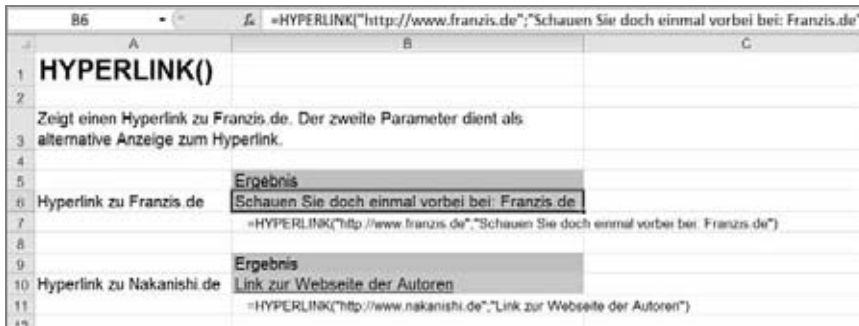 B6 fx =HYPERLINK("http://www.franzis.de";"Schauen Sie doch einmal vorbei bei: Franzis.de"
A B C
1 HYPERLINK()
2
Zeigt einen Hyperlink zu Franzis.de. Der zweite Parameter dient als
3 alternative Anzeige zum Hyperlink.
4
5 Ergebnis
6 Hyperlink zu Franzis.de Schauen Sie doch einmal vorbei bei: Franzis.de
7 =HYPERLINK("http://www.franzis.de";"Schauen Sie doch einmal vorbei bei: Franzis.de")
8
9 Ergebnis
10 Hyperlink zu Nakanishi.de Link zur Webseite der Autoren
11 =HYPERLINK("http://www.nakanishi.de";"Link zur Webseite der Autoren")
12